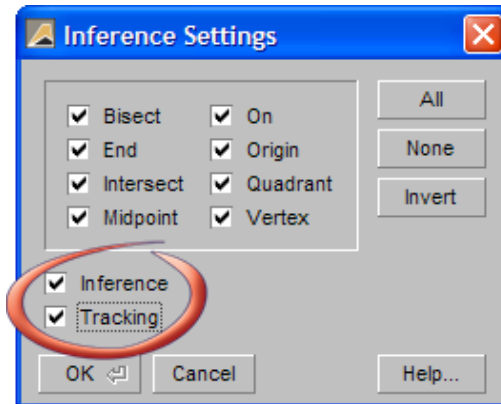 Inference Settings
Bisect On
End Origin
Intersect Quadrant
Midpoint Vertex
All
None
Invert
Inference
Tracking
OK Cancel Help...